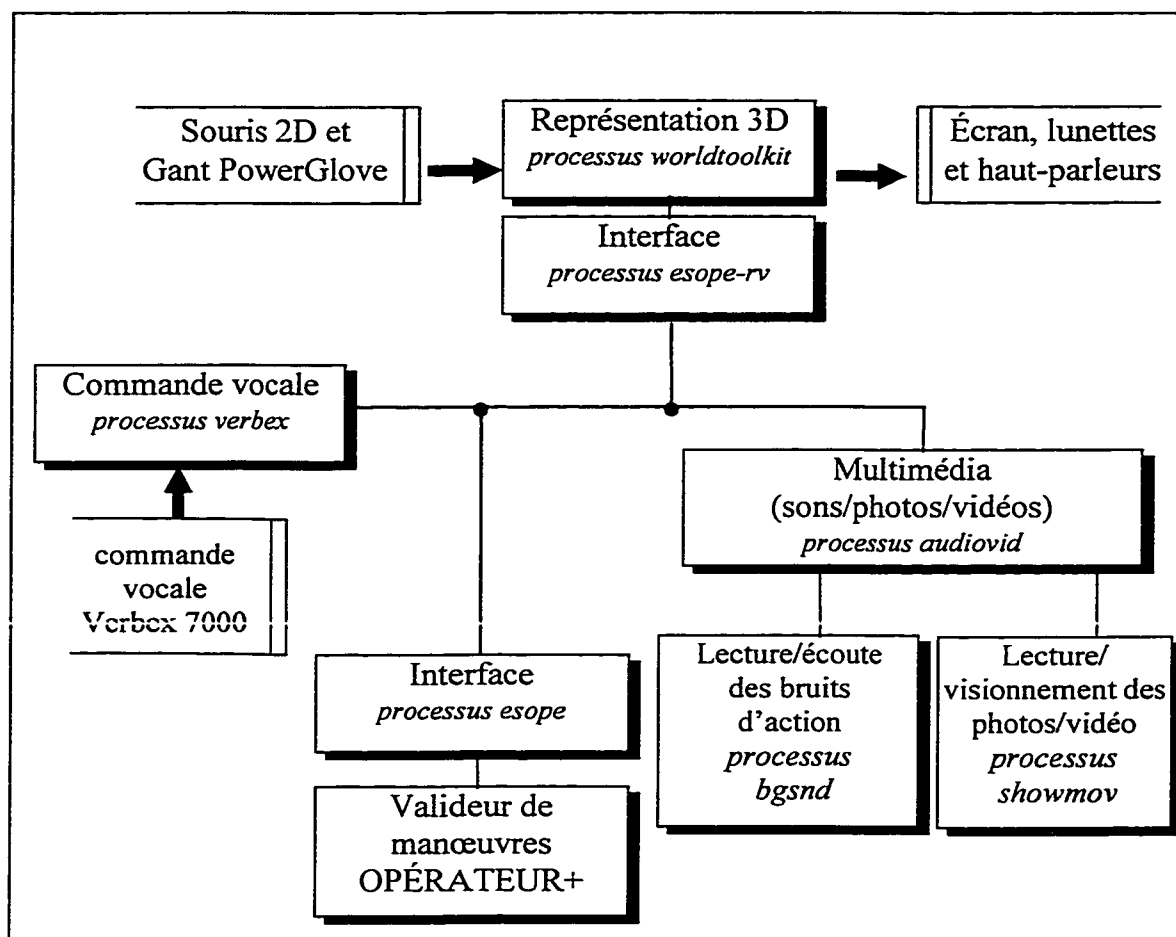 Souris 2D et
Gant PowerGlove
Représentation 3D
processus worldtoolkit
Écran, lunettes
et haut-parleurs
Interface
processus esope-rv
Commande vocale
processus verbex
commande
vocale
Verbex 7000
Multimédia
(sons/photos/vidéos)
processus audiovid
Interface
processus esope
Valideur de
manœuvres
OPÉRATEUR+
Lecture/écoute
des bruits
d'action
processus
bgsnd
Lecture/
visionnement des
photos/vidéo
processus
showmov